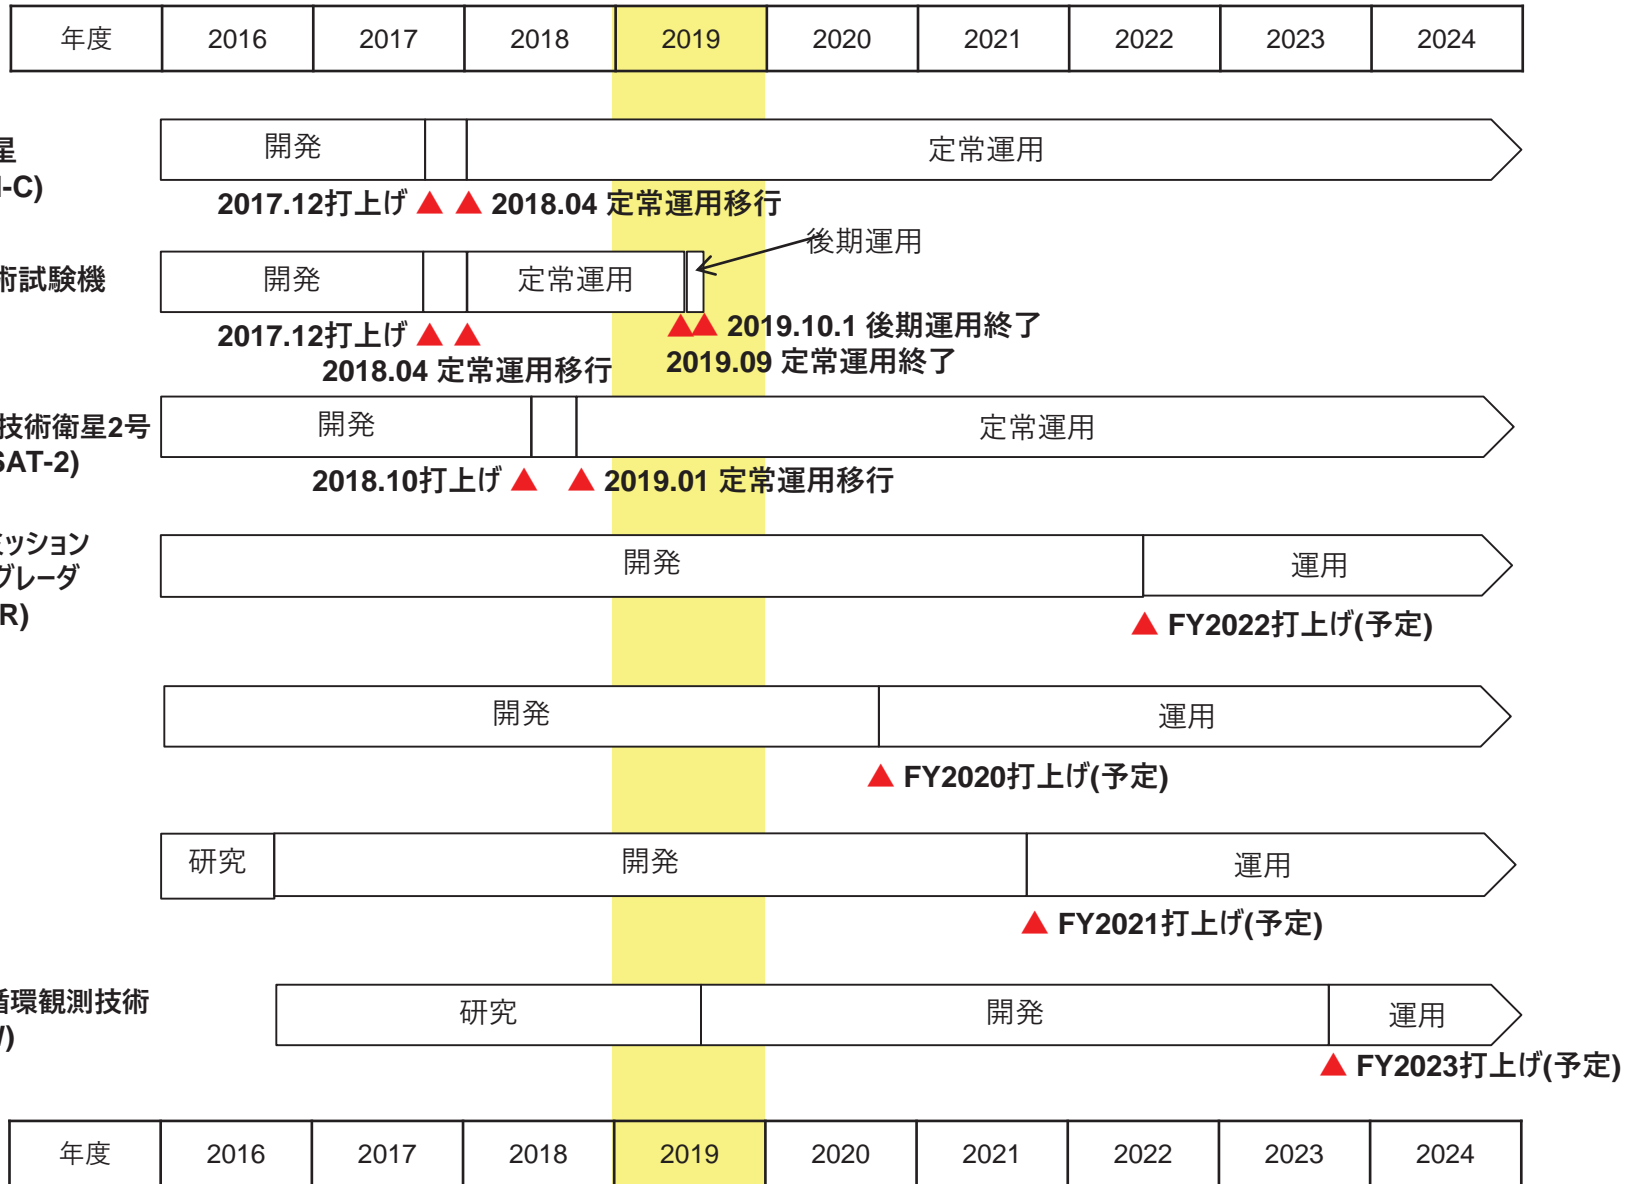 年度 2016 2017 2018 2019 2020 2021 2022 2023 2024
星
-C)
開発 定常運用
2017.12打上げ ▲ ▲ 2018.04 定常運用移行
術試験機
開発 定常運用
後期運用
2017.12打上げ ▲ ▲
2018.04 定常運用移行
▲▲ 2019.10.1 後期運用終了
2019.09 定常運用終了
技術衛星2号
SAT-2)
開発 定常運用
2018.10打上げ ▲ ▲ 2019.01 定常運用移行
ミッション
グレーダ
R)
開発 運用
▲ FY2022打上げ(予定)
開発 運用
▲ FY2020打上げ(予定)
研究 開発 運用
▲ FY2021打上げ(予定)
循環観測技術
研究 開発 運用
▲ FY2023打上げ(予定)
年度 2016 2017 2018 2019 2020 2021 2022 2023 2024